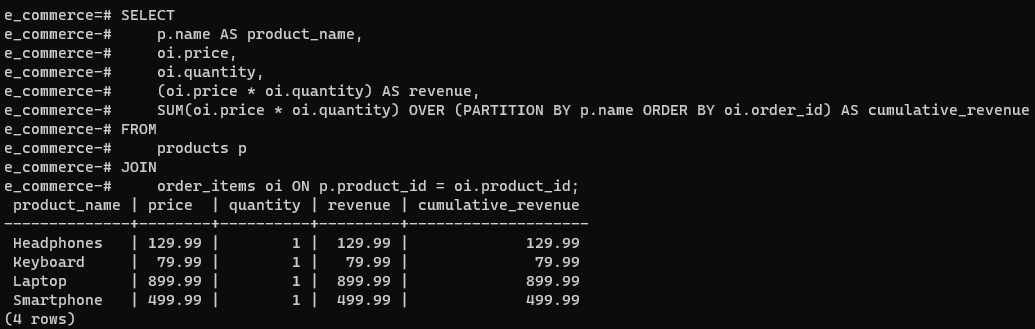 e_commerce=# SELECT
e_commerce-#     p.name AS product_name,
e_commerce-#     oi.price,
e_commerce-#     oi.quantity,
e_commerce-#     (oi.price * oi.quantity) AS revenue,
e_commerce-#     SUM(oi.price * oi.quantity) OVER (PARTITION BY p.name ORDER BY oi.order_id) AS cumulative_revenue
e_commerce-# FROM
e_commerce-#     products p
e_commerce-# JOIN
e_commerce-#     order_items oi ON p.product_id = oi.product_id;
 product_name | price  | quantity | revenue | cumulative_revenue
--------------+--------+----------+---------+--------------------
 Headphones   | 129.99 |        1 |  129.99 |             129.99
 Keyboard     |  79.99 |        1 |   79.99 |              79.99
 Laptop       | 899.99 |        1 |  899.99 |             899.99
 Smartphone   | 499.99 |        1 |  499.99 |             499.99
(4 rows)